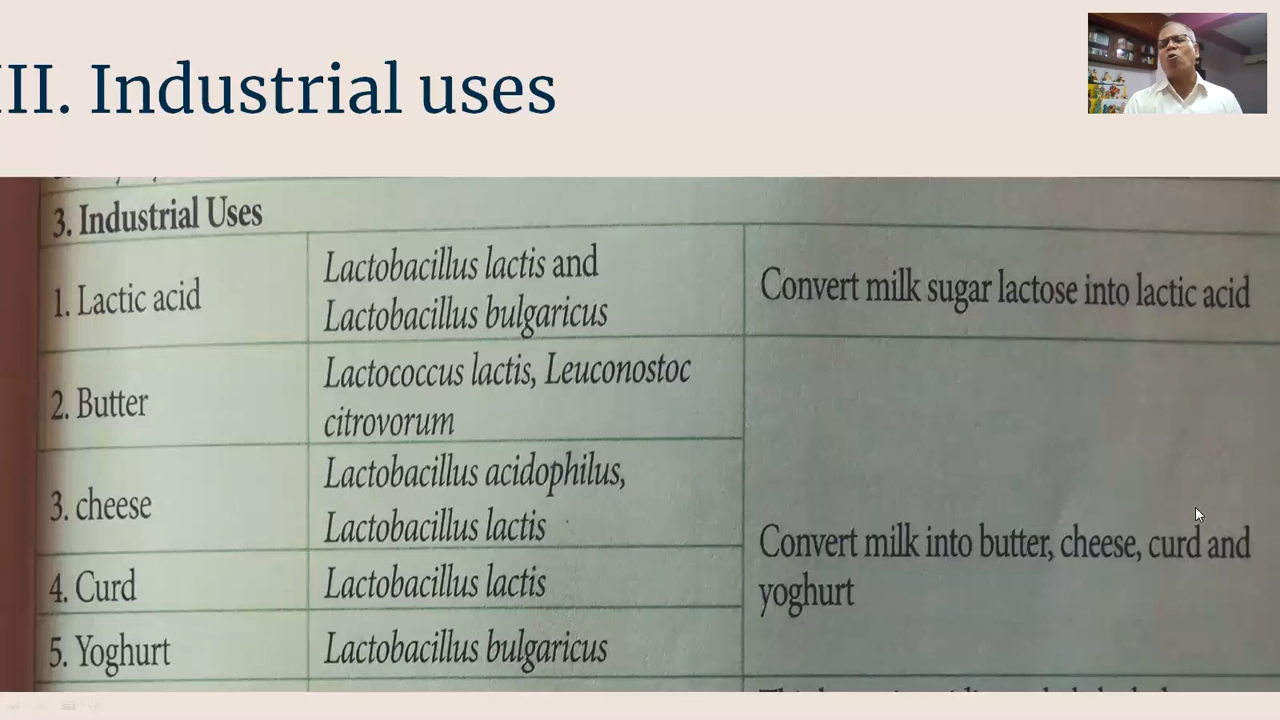 III. Industrial uses
3. Industrial Uses
1. Lactic acid
Lactobacillus lactis and
Lactobacillus bulgaricus
Convert milk sugar lactose into lactic acid
2. Butter
Lactococcus lactis, Leuconostoc
citrovorum
3. cheese
Lactobacillus acidophilus,
Lactobacillus lactis
4. Curd
Lactobacillus lactis
5. Yoghurt
Lactobacillus bulgaricus
Convert milk into butter, cheese, curd and
yoghurt